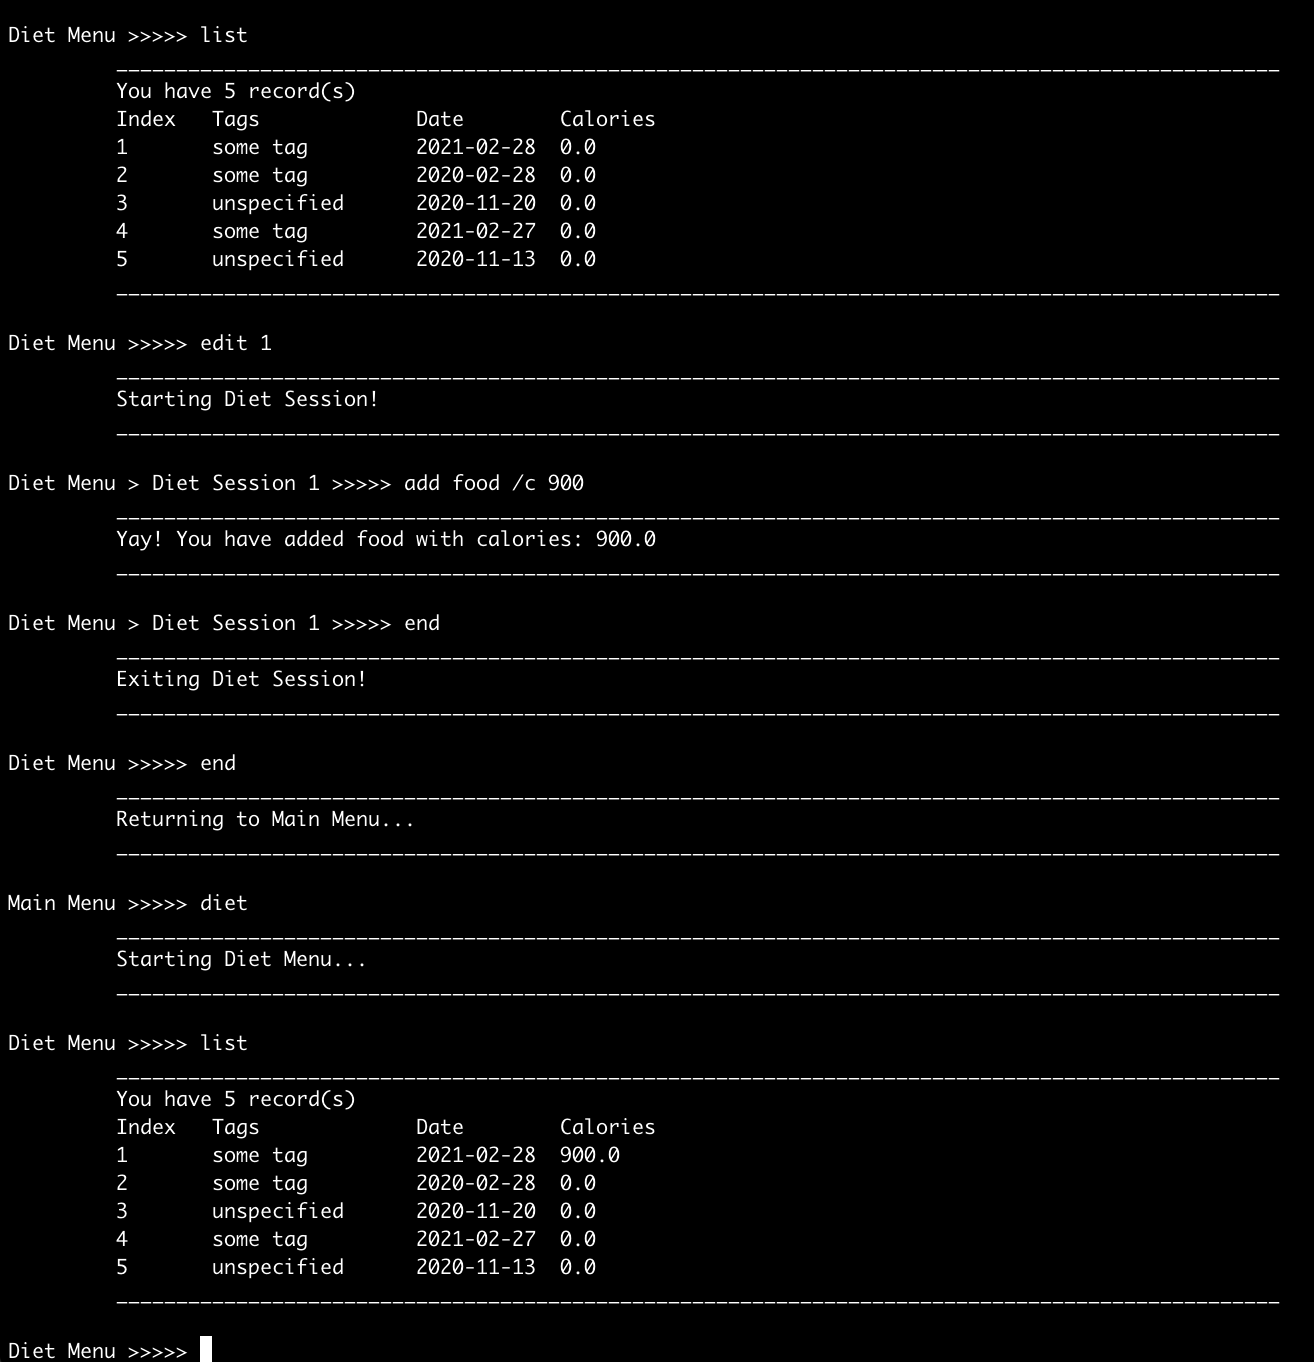 Diet Menu >>>>> list
You have 5 record(s)
Index Tags Date Calories
1 some tag 2021-02-28 0.0
2 some tag 2020-02-28 0.0
3 unspecified 2020-11-20 0.0
4 some tag 2021-02-27 0.0
5 unspecified 2020-11-13 0.0
Diet Menu >>>>> edit 1
Starting Diet Session!
Diet Menu > Diet Session 1 >>>>> add food /c 900
Yay! You have added food with calories: 900.0
Diet Menu > Diet Session 1 >>>>> end
Exiting Diet Session!
Diet Menu >>>>> end
Returning to Main Menu...
Main Menu >>>>> diet
Starting Diet Menu...
Diet Menu >>>>> list
You have 5 record(s)
Index Tags Date Calories
1 some tag 2021-02-28 900.0
2 some tag 2020-02-28 0.0
3 unspecified 2020-11-20 0.0
4 some tag 2021-02-27 0.0
5 unspecified 2020-11-13 0.0
Diet Menu >>>>>